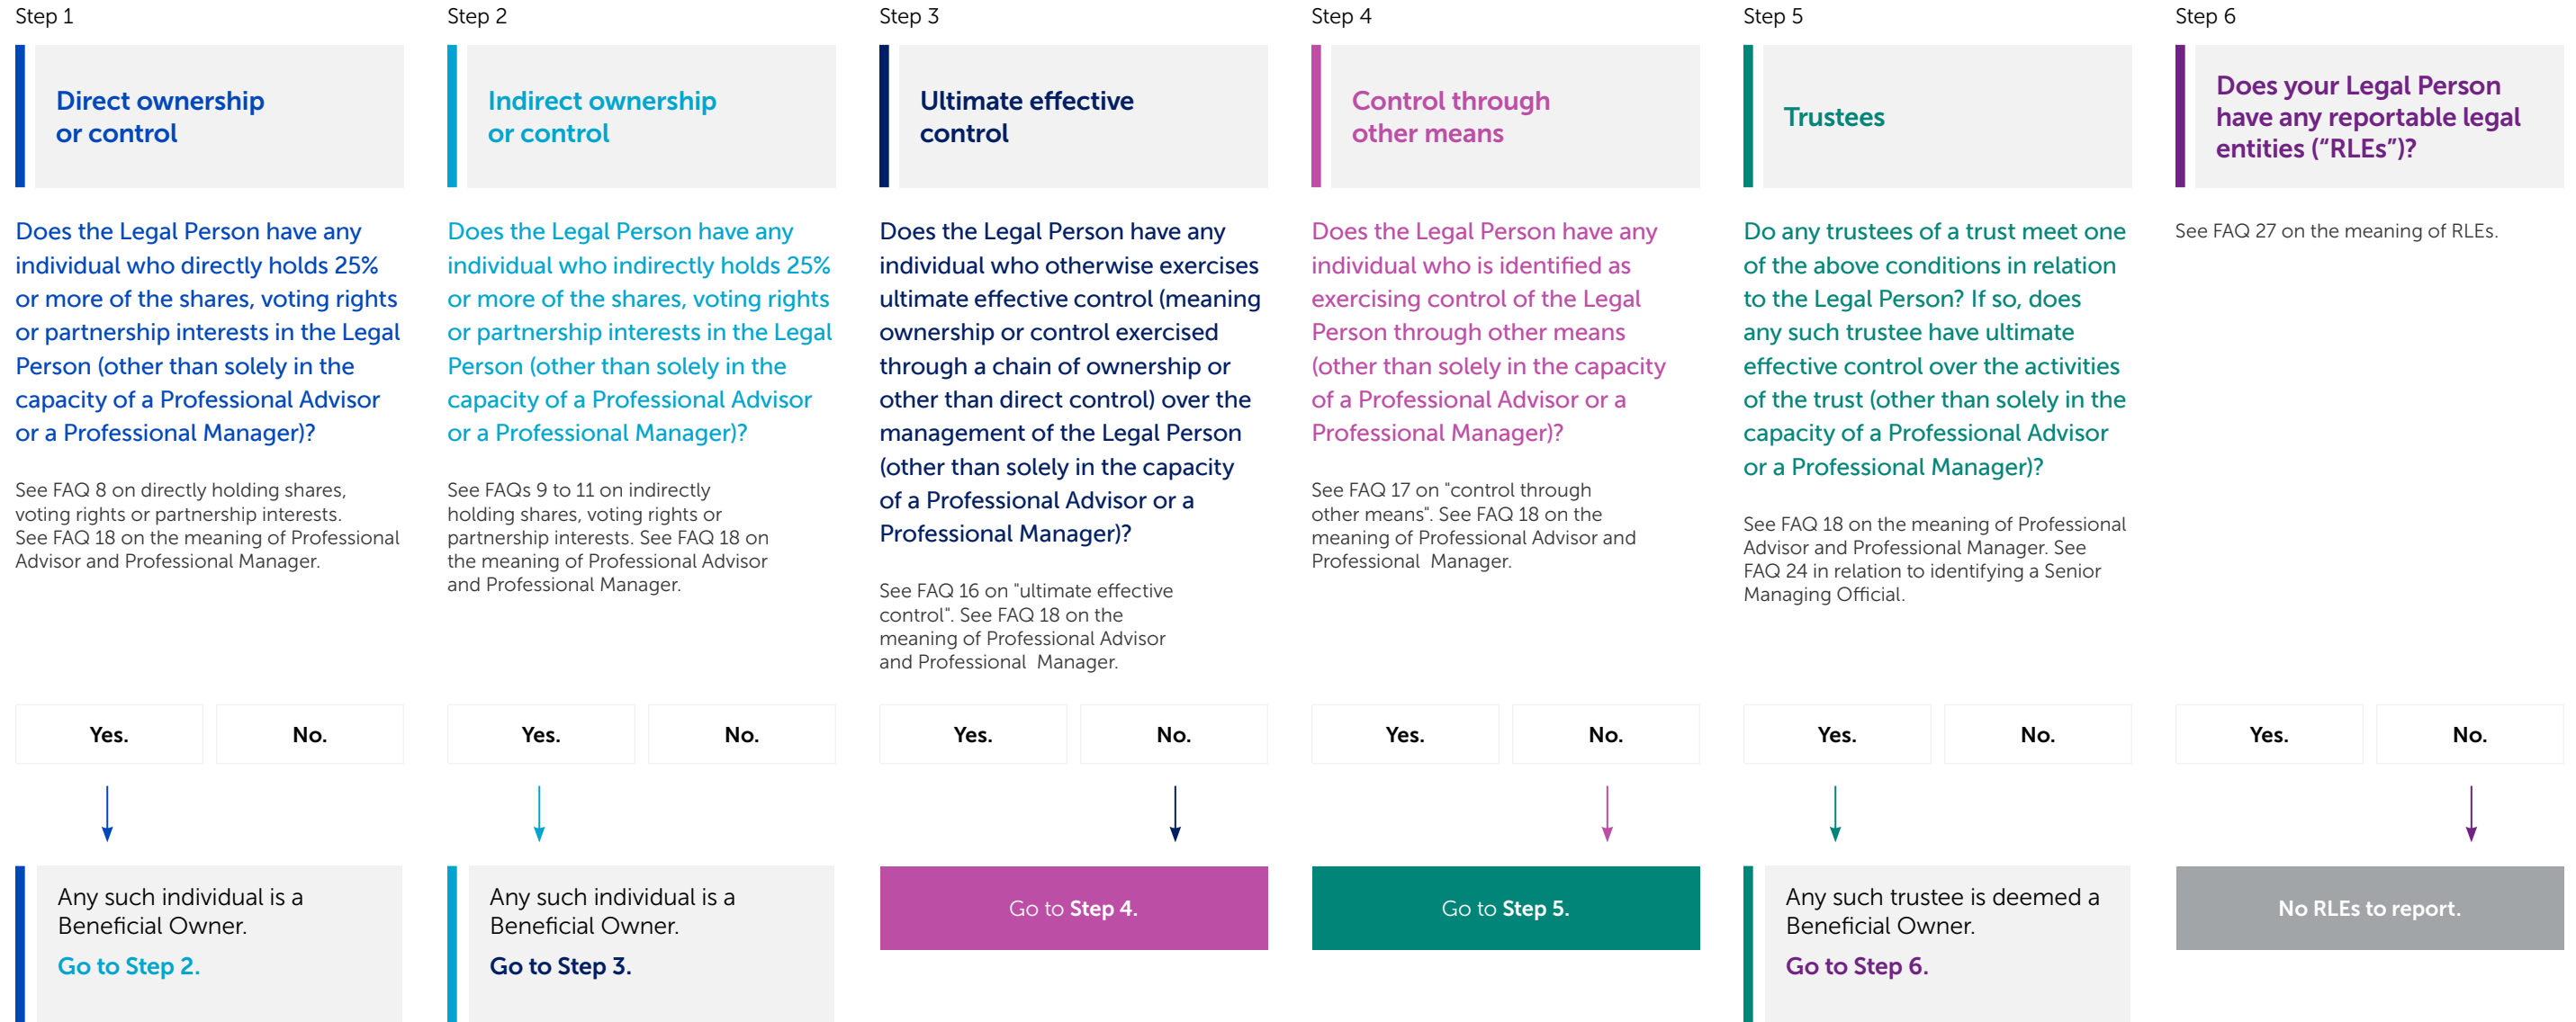 Step 1
Direct ownership
or control
Does the Legal Person have any
individual who directly holds 25%
or more of the shares, voting rights
or partnership interests in the Legal
Person (other than solely in the
capacity of a Professional Advisor
or a Professional Manager)?
See FAQ 8 on directly holding shares,
voting rights or partnership interests.
See FAQ 18 on the meaning of Professional
Advisor and Professional Manager.
Yes.
No.
Any such individual is a
Beneficial Owner.
Go to Step 2.
Step 2
Indirect ownership
or control
Does the Legal Person have any
individual who indirectly holds 25%
or more of the shares, voting rights
or partnership interests in the Legal
Person (other than solely in the
capacity of a Professional Advisor
or a Professional Manager)?
See FAQs 9 to 11 on indirectly
holding shares, voting rights or
partnership interests. See FAQ 18 on
the meaning of Professional Advisor
and Professional Manager.
Yes.
No.
Any such individual is a
Beneficial Owner.
Go to Step 3.
Step 3
Ultimate effective
control
Does the Legal Person have any
individual who otherwise exercises
ultimate effective control (meaning
ownership or control exercised
through a chain of ownership or
other than direct control) over the
management of the Legal Person
(other than solely in the capacity
of a Professional Advisor or a
Professional Manager)?
See FAQ 16 on "ultimate effective
control". See FAQ 18 on the
meaning of Professional Advisor
and Professional Manager.
Yes.
No.
Go to Step 4.
Step 4
Control through
other means
Does the Legal Person have any
individual who is identified as
exercising control of the Legal
Person through other means
(other than solely in the capacity
of a Professional Advisor or a
Professional Manager)?
See FAQ 17 on "control through
other means". See FAQ 18 on the
meaning of Professional Advisor and
Professional Manager.
Yes.
No.
Go to Step 5.
Step 5
Trustees
Do any trustees of a trust meet one
of the above conditions in relation
to the Legal Person? If so, does
any such trustee have ultimate
effective control over the activities
of the trust (other than solely in the
capacity of a Professional Advisor
or a Professional Manager)?
See FAQ 18 on the meaning of Professional
Advisor and Professional Manager. See
FAQ 24 in relation to identifying a Senior
Managing Official.
Yes.
No.
Any such trustee is deemed a
Beneficial Owner.
Go to Step 6.
Step 6
Does your Legal Person
have any reportable legal
entities (“RLEs”)?
See FAQ 27 on the meaning of RLEs.
Yes.
No.
No RLEs to report.